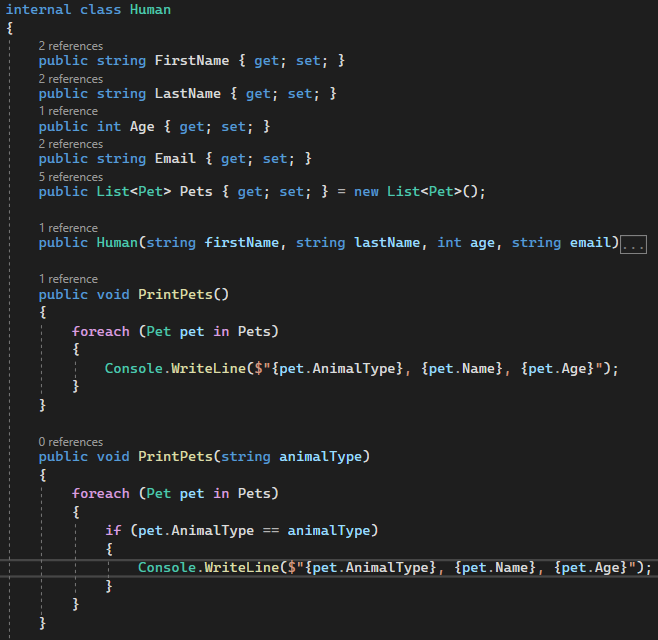 internal class Human
{
2 references
public string FirstName { get; set; }
2 references
public string LastName { get; set; }
1 reference
public int Age { get; set; }
2 references
public string Email { get; set; }
5 references
public List<Pet> Pets { get; set; } = new List<Pet>();
1 reference
public Human(string firstName, string lastName, int age, string email)...
1 reference
public void PrintPets()
{
foreach (Pet pet in Pets)
{
Console.WriteLine($"{pet.AnimalType}, {pet.Name}, {pet.Age}");
}
}
0 references
public void PrintPets(string animalType)
{
foreach (Pet pet in Pets)
{
if (pet.AnimalType == animalType)
{
Console.WriteLine($"{pet.AnimalType}, {pet.Name}, {pet.Age}");
}
}
}